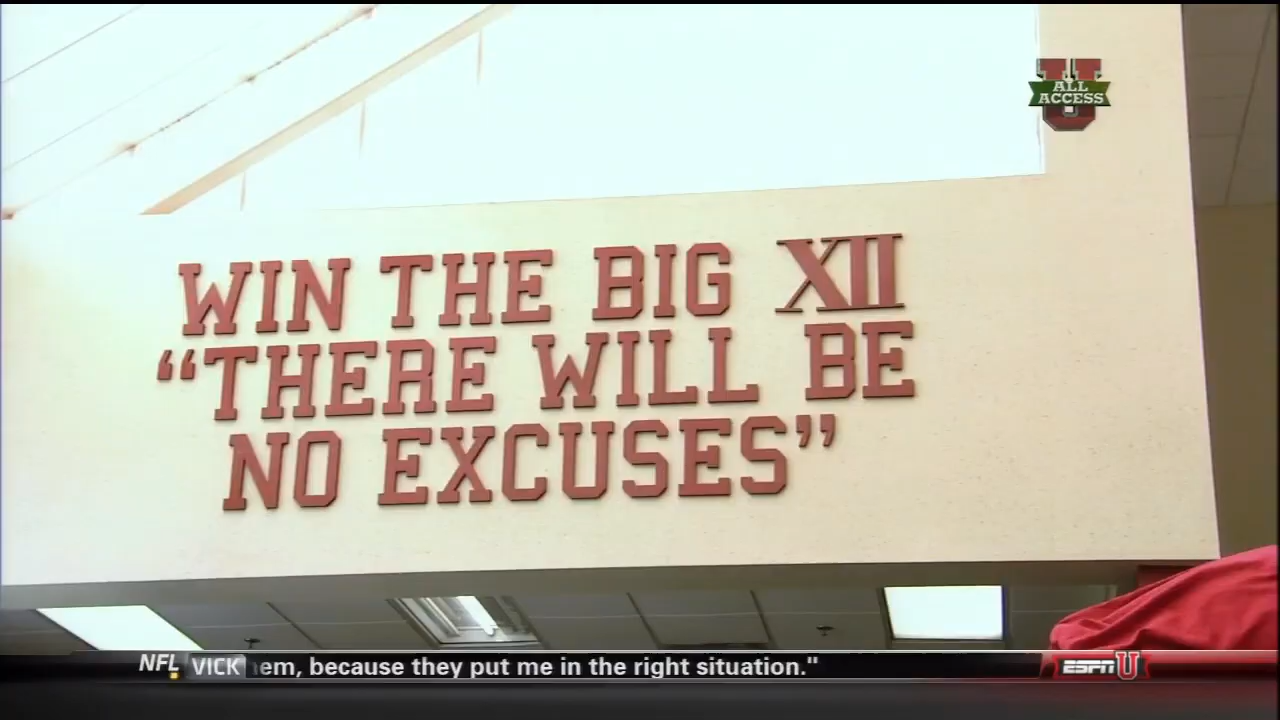 U
ALL
ACCESS
WIN THE BIG XII
“THERE WILL BE
NO EXCUSES”
NFL VICK em, because they put me in the right situation." ESPNU